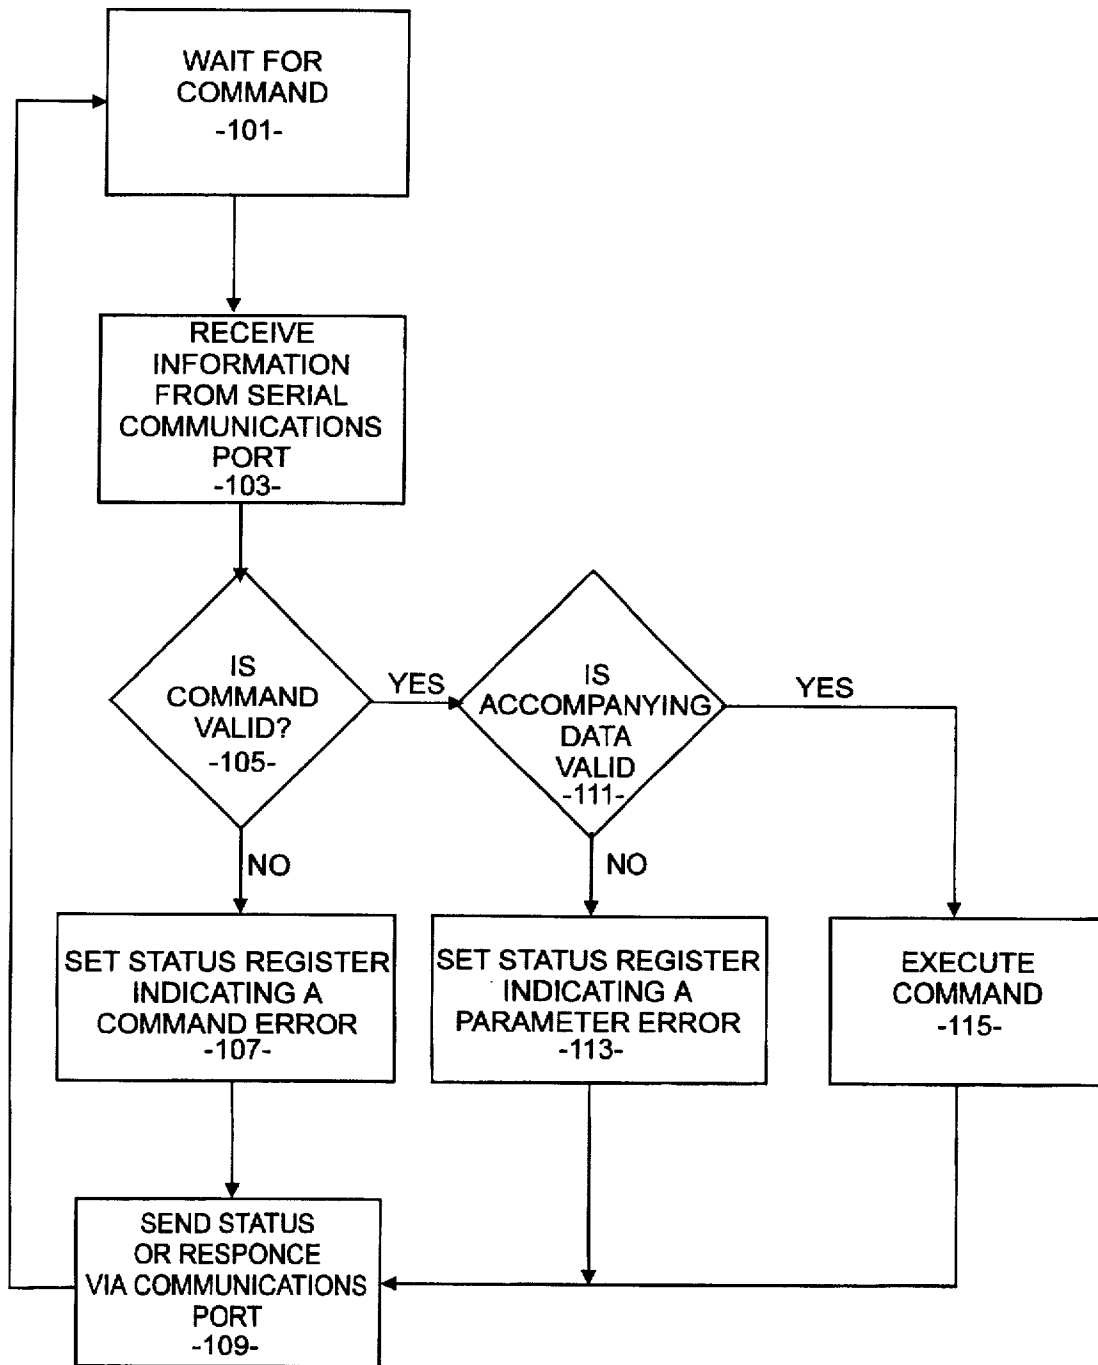 WAIT FOR
COMMAND
-101-
RECEIVE
INFORMATION
FROM SERIAL
COMMUNICATIONS
PORT
-103-
IS
COMMAND
VALID?
-105-
YES
IS
ACCOMPANYING
DATA
VALID
-111-
YES
NO
NO
SET STATUS REGISTER
INDICATING A
COMMAND ERROR
-107-
SET STATUS REGISTER
INDICATING A
PARAMETER ERROR
-113-
EXECUTE
COMMAND
-115-
SEND STATUS
OR RESPONCE
VIA COMMUNICATIONS
PORT
-109-